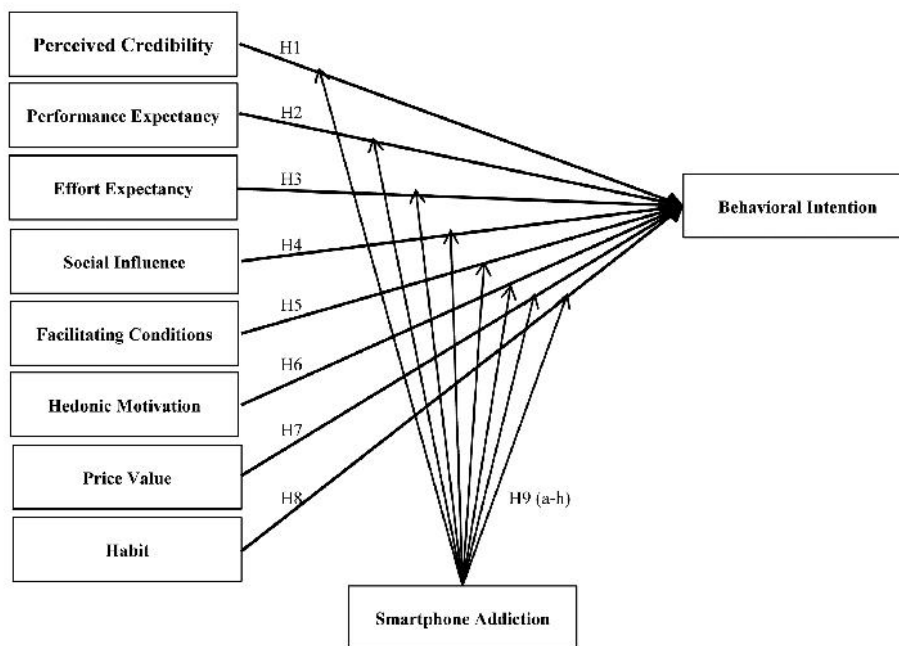 Perceived Credibility
H1
Performance Expectancy
H2
Effort Expectancy
H3
Behavioral Intention
Social Influence
H4
Facilitating Conditions
H5
Hedonic Motivation
H6
Price Value
H7
Habit
H8
H9 (a-h)
Smartphone Addiction